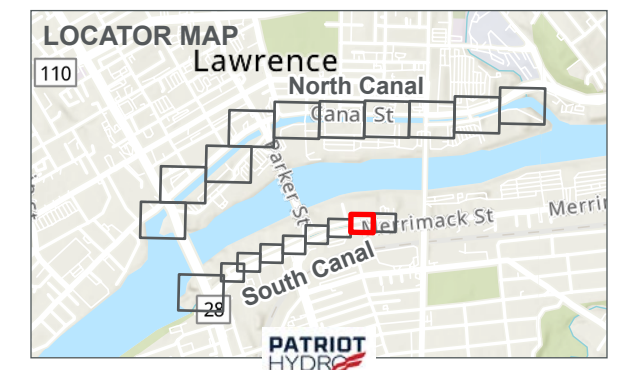 LOCATOR MAP
Lawrence
110
North Canal
Canal St
Parker St
Merrimack St
Merri
South Canal
28
PATRIOT
HYDRO